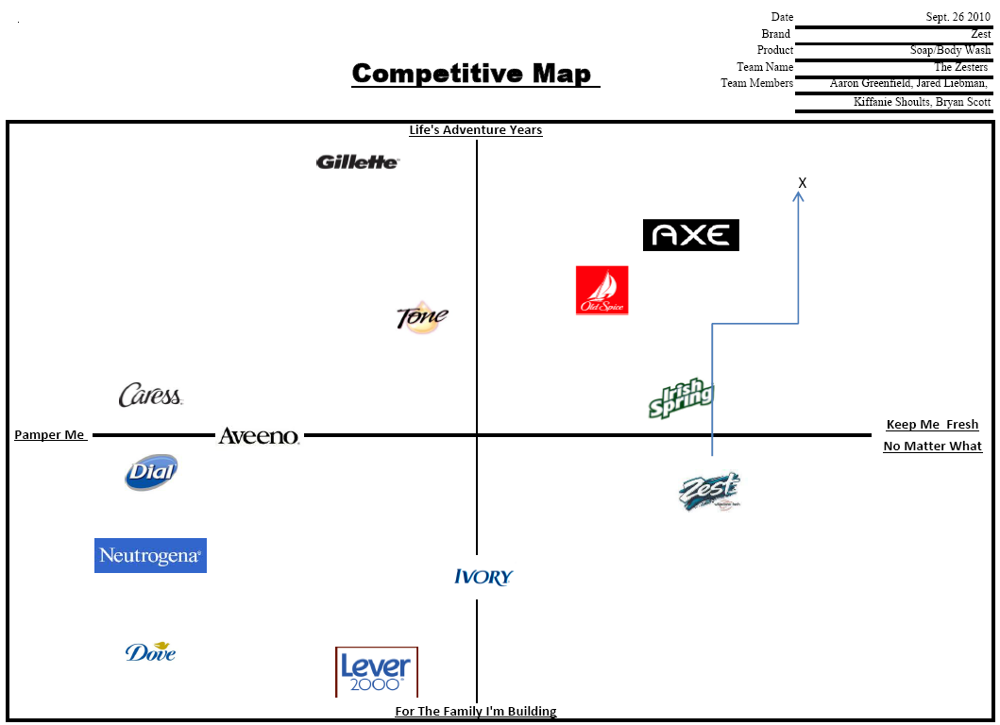 .
Date Sept. 26 2010
Brand Zest
Product Soap/Body Wash
Team Name The Zesters
Team Members Aaron Greenfield, Jared Liebman,
Kiffanie Shoults, Bryan Scott
Competitive Map
Life's Adventure Years
Gillette
X
AXE
Old Spice
Tone
Caress
Irish
Spring
Pamper Me
Aveeno
Keep Me Fresh
No Matter What
Dial
Zest
Neutrogena®
IVORY
Dove
Lever
2000
For The Family I'm Building